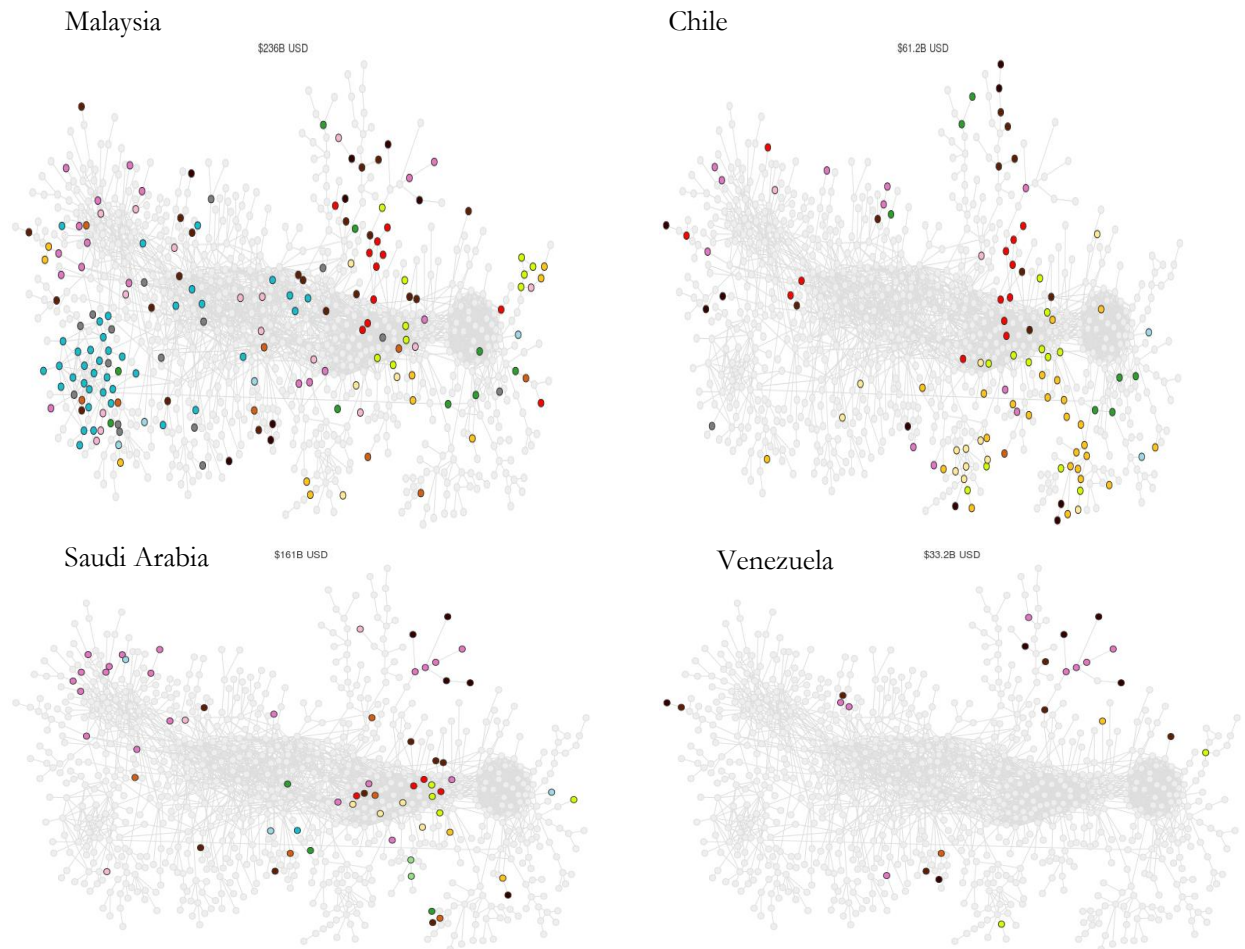 Malaysia
$236B USD
Chile
$61.2B USD
Saudi Arabia
$161B USD
Venezuela
$33.2B USD